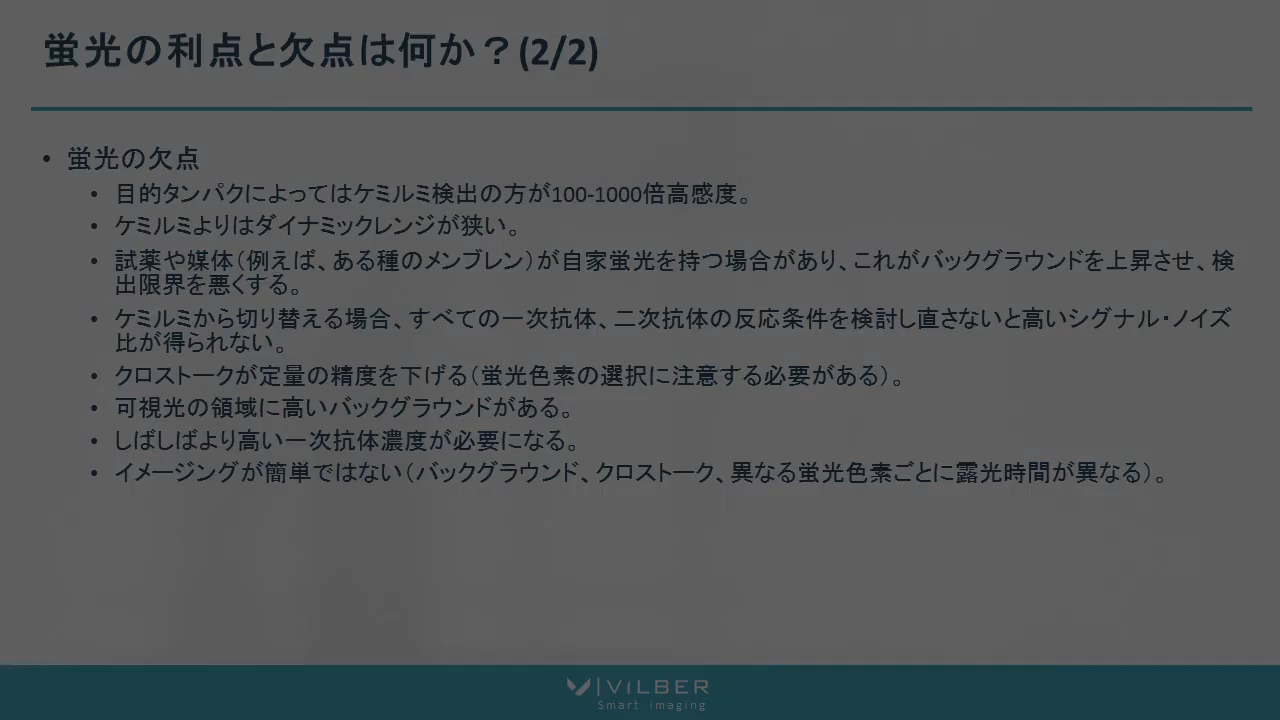 蛍光の利点と欠点は何か？(2/2)
• 蛍光の欠点
• 目的タンパクによってはケミルミ検出の方が100-1000倍高感度。
• ケミルミよりはダイナミックレンジが狭い。
• 試薬や媒体（例えば、ある種のメンブレン）が自家蛍光を持つ場合があり、これがバックグラウンドを上昇させ、検
出限界を悪くする。
• ケミルミから切り替える場合、すべての一次抗体、二次抗体の反応条件を検討し直さないと高いシグナル・ノイズ
比が得られない。
• クロストークが定量の精度を下げる（蛍光色素の選択に注意する必要がある）。
• 可視光の領域に高いバックグラウンドがある。
• しばしばより高い一次抗体濃度が必要になる。
• イメージングが簡単ではない（バックグラウンド、クロストーク、異なる蛍光色素ごとに露光時間が異なる）。
VILBER
Smart Imaging